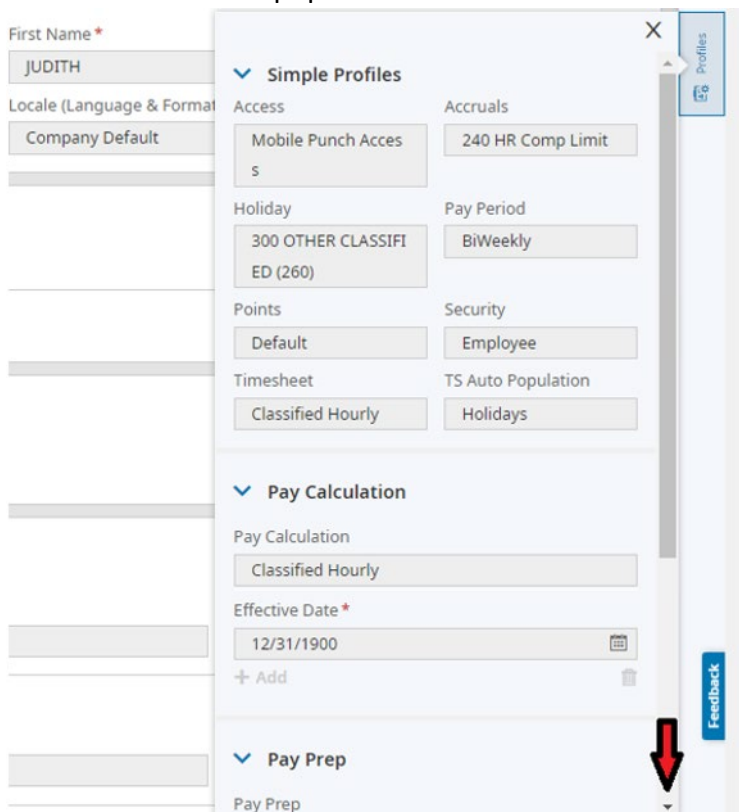 First Name *
JUDITH
Locale (Language & Format
Company Default
X
Profiles
Simple Profiles
Access
Accruals
Mobile Punch Acces
s
240 HR Comp Limit
Holiday
Pay Period
300 OTHER CLASSIFI
ED (260)
BiWeekly
Points
Security
Default
Employee
Timesheet
TS Auto Population
Classified Hourly
Holidays
Pay Calculation
Pay Calculation
Classified Hourly
Effective Date *
12/31/1900
+ Add
Feedback
Pay Prep
Pay Prep